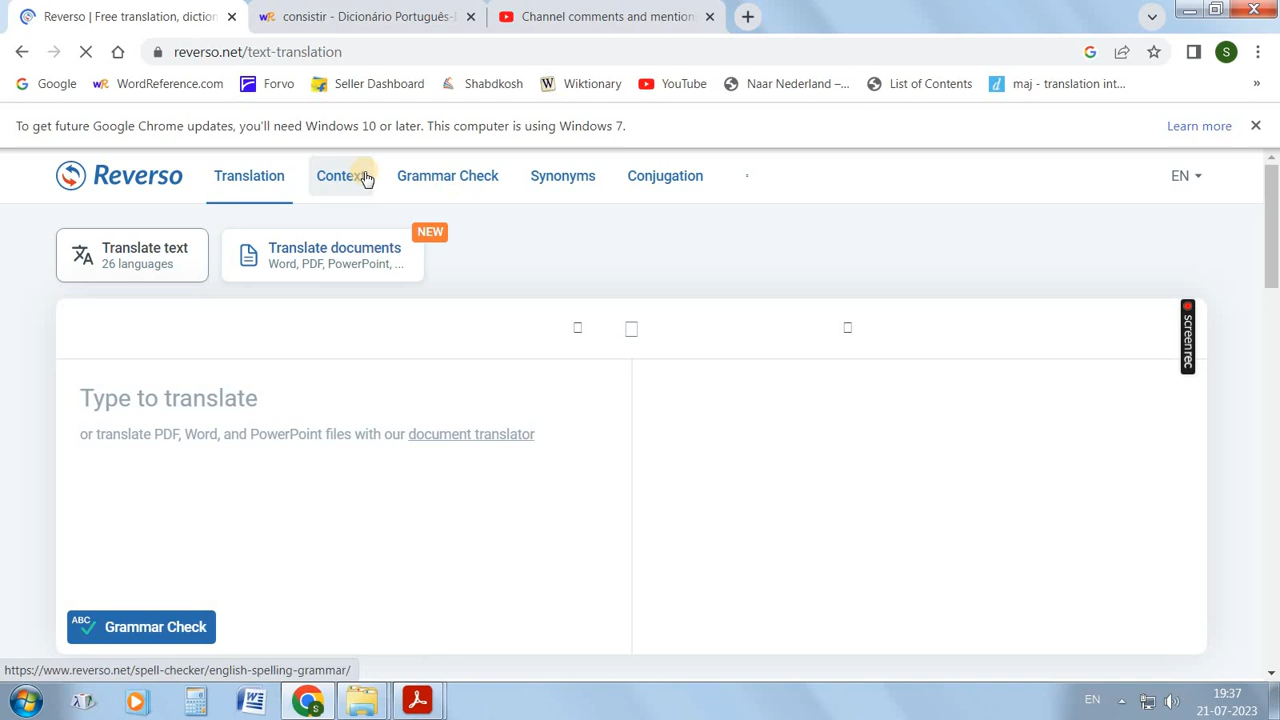 Reverso | Free translation, diction
consistir - Dicionário Português-I
Channel comments and mention
reverso.net/text-translation
S
Google
WordReference.com
Forvo
Seller Dashboard
Shabdkosh
Wiktionary
YouTube
Naar Nederland –...
List of Contents
maj - translation int...
»
To get future Google Chrome updates, you'll need Windows 10 or later. This computer is using Windows 7.
Learn more
Reverso
Translation
Context
Grammar Check
Synonyms
Conjugation
EN
Translate text
26 languages
Translate documents
Word, PDF, PowerPoint, ...
NEW
screenrec
Type to translate
or translate PDF, Word, and PowerPoint files with our document translator
ABC
Grammar Check
https://www.reverso.net/spell-checker/english-spelling-grammar/
EN
19:37
21-07-2023